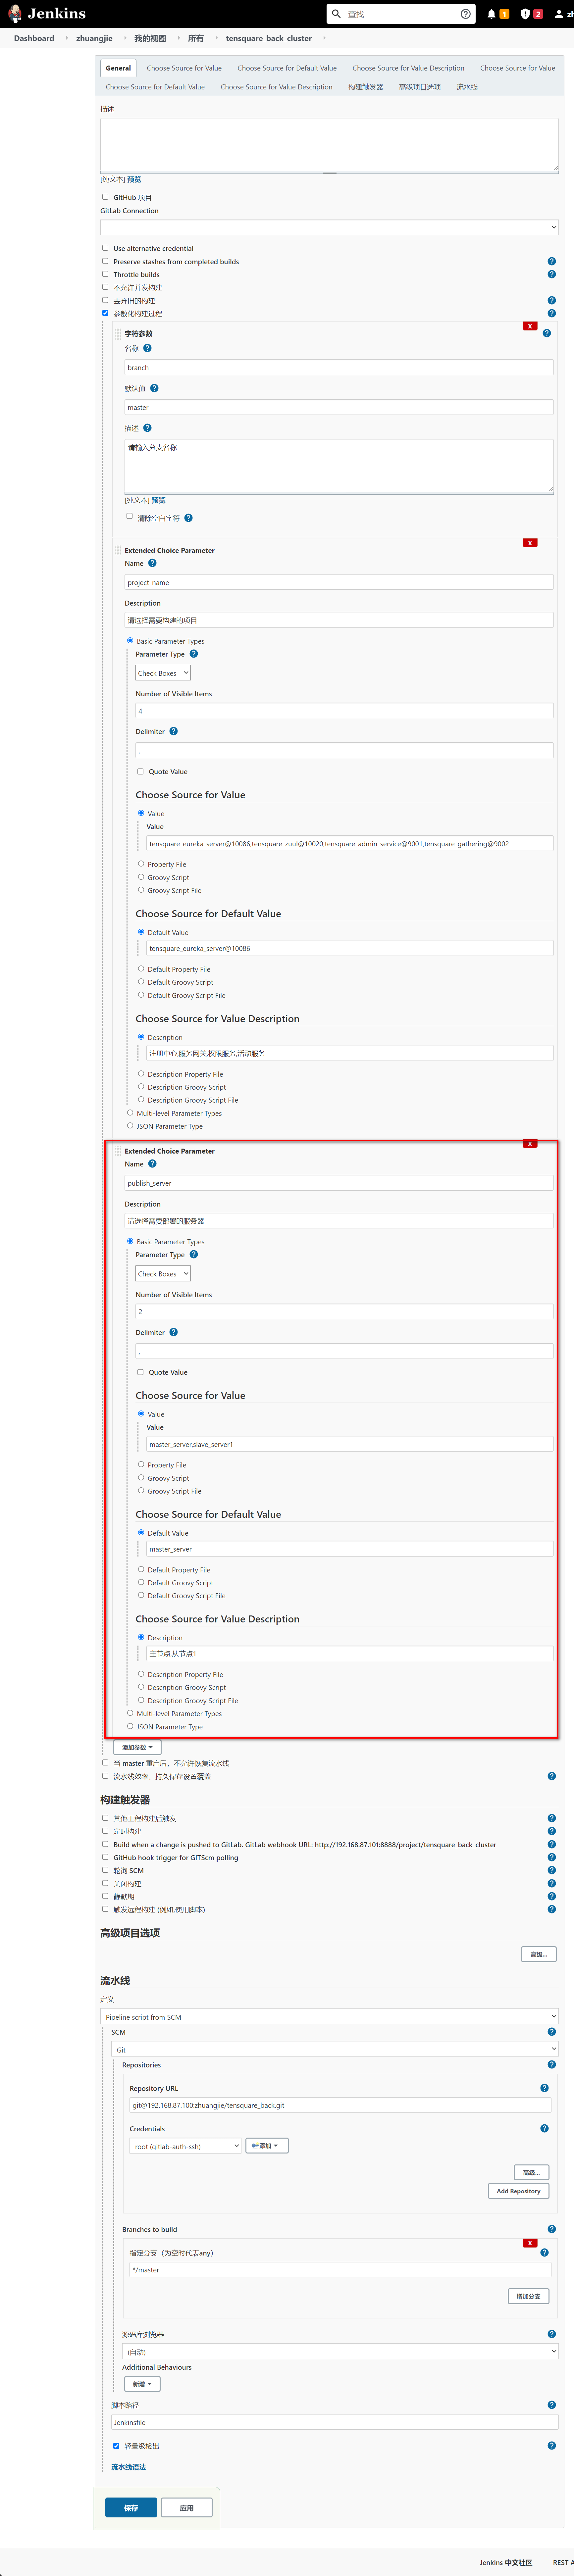 Jenkins
查找
1
2
zh
Dashboard
zhuangjie
我的视图
所有
tensquare_back_cluster
General
Choose Source for Value
Choose Source for Default Value
Choose Source for Value Description
Choose Source for Value
Choose Source for Default Value
Choose Source for Value Description
构建触发器
高级项目选项
流水线
描述
[纯文本] 预览
GitHub 项目
GitLab Connection
Use alternative credential
Preserve stashes from completed builds
Throttle builds
不允许并发构建
丢弃旧的构建
参数化构建过程
X
字符参数
名称
branch
默认值
master
描述
请输入分支名称
[纯文本] 预览
清除空白字符
X
Extended Choice Parameter
Name
project_name
Description
请选择需要构建的项目
Basic Parameter Types
Parameter Type
Check Boxes
Number of Visible Items
4
Delimiter
,
Quote Value
Choose Source for Value
Value
Value
tensquare_eureka_server@10086,tensquare_zuul@10020,tensquare_admin_service@9001,tensquare_gathering@9002
Property File
Groovy Script
Groovy Script File
Choose Source for Default Value
Default Value
tensquare_eureka_server@10086
Default Property File
Default Groovy Script
Default Groovy Script File
Choose Source for Value Description
Description
注册中心,服务网关,权限服务,活动服务
Description Property File
Description Groovy Script
Description Groovy Script File
Multi-level Parameter Types
JSON Parameter Type
X
Extended Choice Parameter
Name
publish_server
Description
请选择需要部署的服务器
Basic Parameter Types
Parameter Type
Check Boxes
Number of Visible Items
2
Delimiter
,
Quote Value
Choose Source for Value
Value
Value
master_server,slave_server1
Property File
Groovy Script
Groovy Script File
Choose Source for Default Value
Default Value
master_server
Default Property File
Default Groovy Script
Default Groovy Script File
Choose Source for Value Description
Description
主节点,从节点1
Description Property File
Description Groovy Script
Description Groovy Script File
Multi-level Parameter Types
JSON Parameter Type
添加参数
当 master 重启后，不允许恢复流水线
流水线效率、持久保存设置覆盖
构建触发器
其他工程构建后触发
定时构建
Build when a change is pushed to GitLab. GitLab webhook URL: http://192.168.87.101:8888/project/tensquare_back_cluster
GitHub hook trigger for GITScm polling
轮询 SCM
关闭构建
静默期
触发远程构建 (例如,使用脚本)
高级项目选项
高级...
流水线
定义
Pipeline script from SCM
SCM
Git
Repositories
Repository URL
git@192.168.87.100:zhuangjie/tensquare_back.git
Credentials
root (gitlab-auth-ssh)
添加
高级...
Add Repository
Branches to build
X
指定分支（为空时代表any）
*/master
增加分支
源码库浏览器
(自动)
Additional Behaviours
新增
脚本路径
Jenkinsfile
轻量级检出
流水线语法
保存
应用
Jenkins 中文社区
REST A